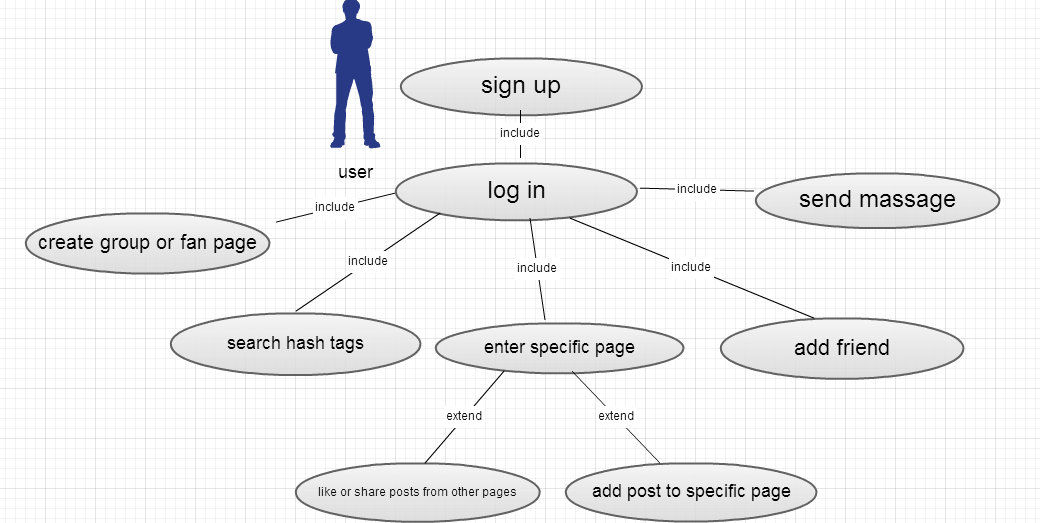 sign up
include
user
log in
include
send massage
include
create group or fan page
include
include
include
search hash tags
enter specific page
add friend
extend
extend
like or share posts from other pages
add post to specific page